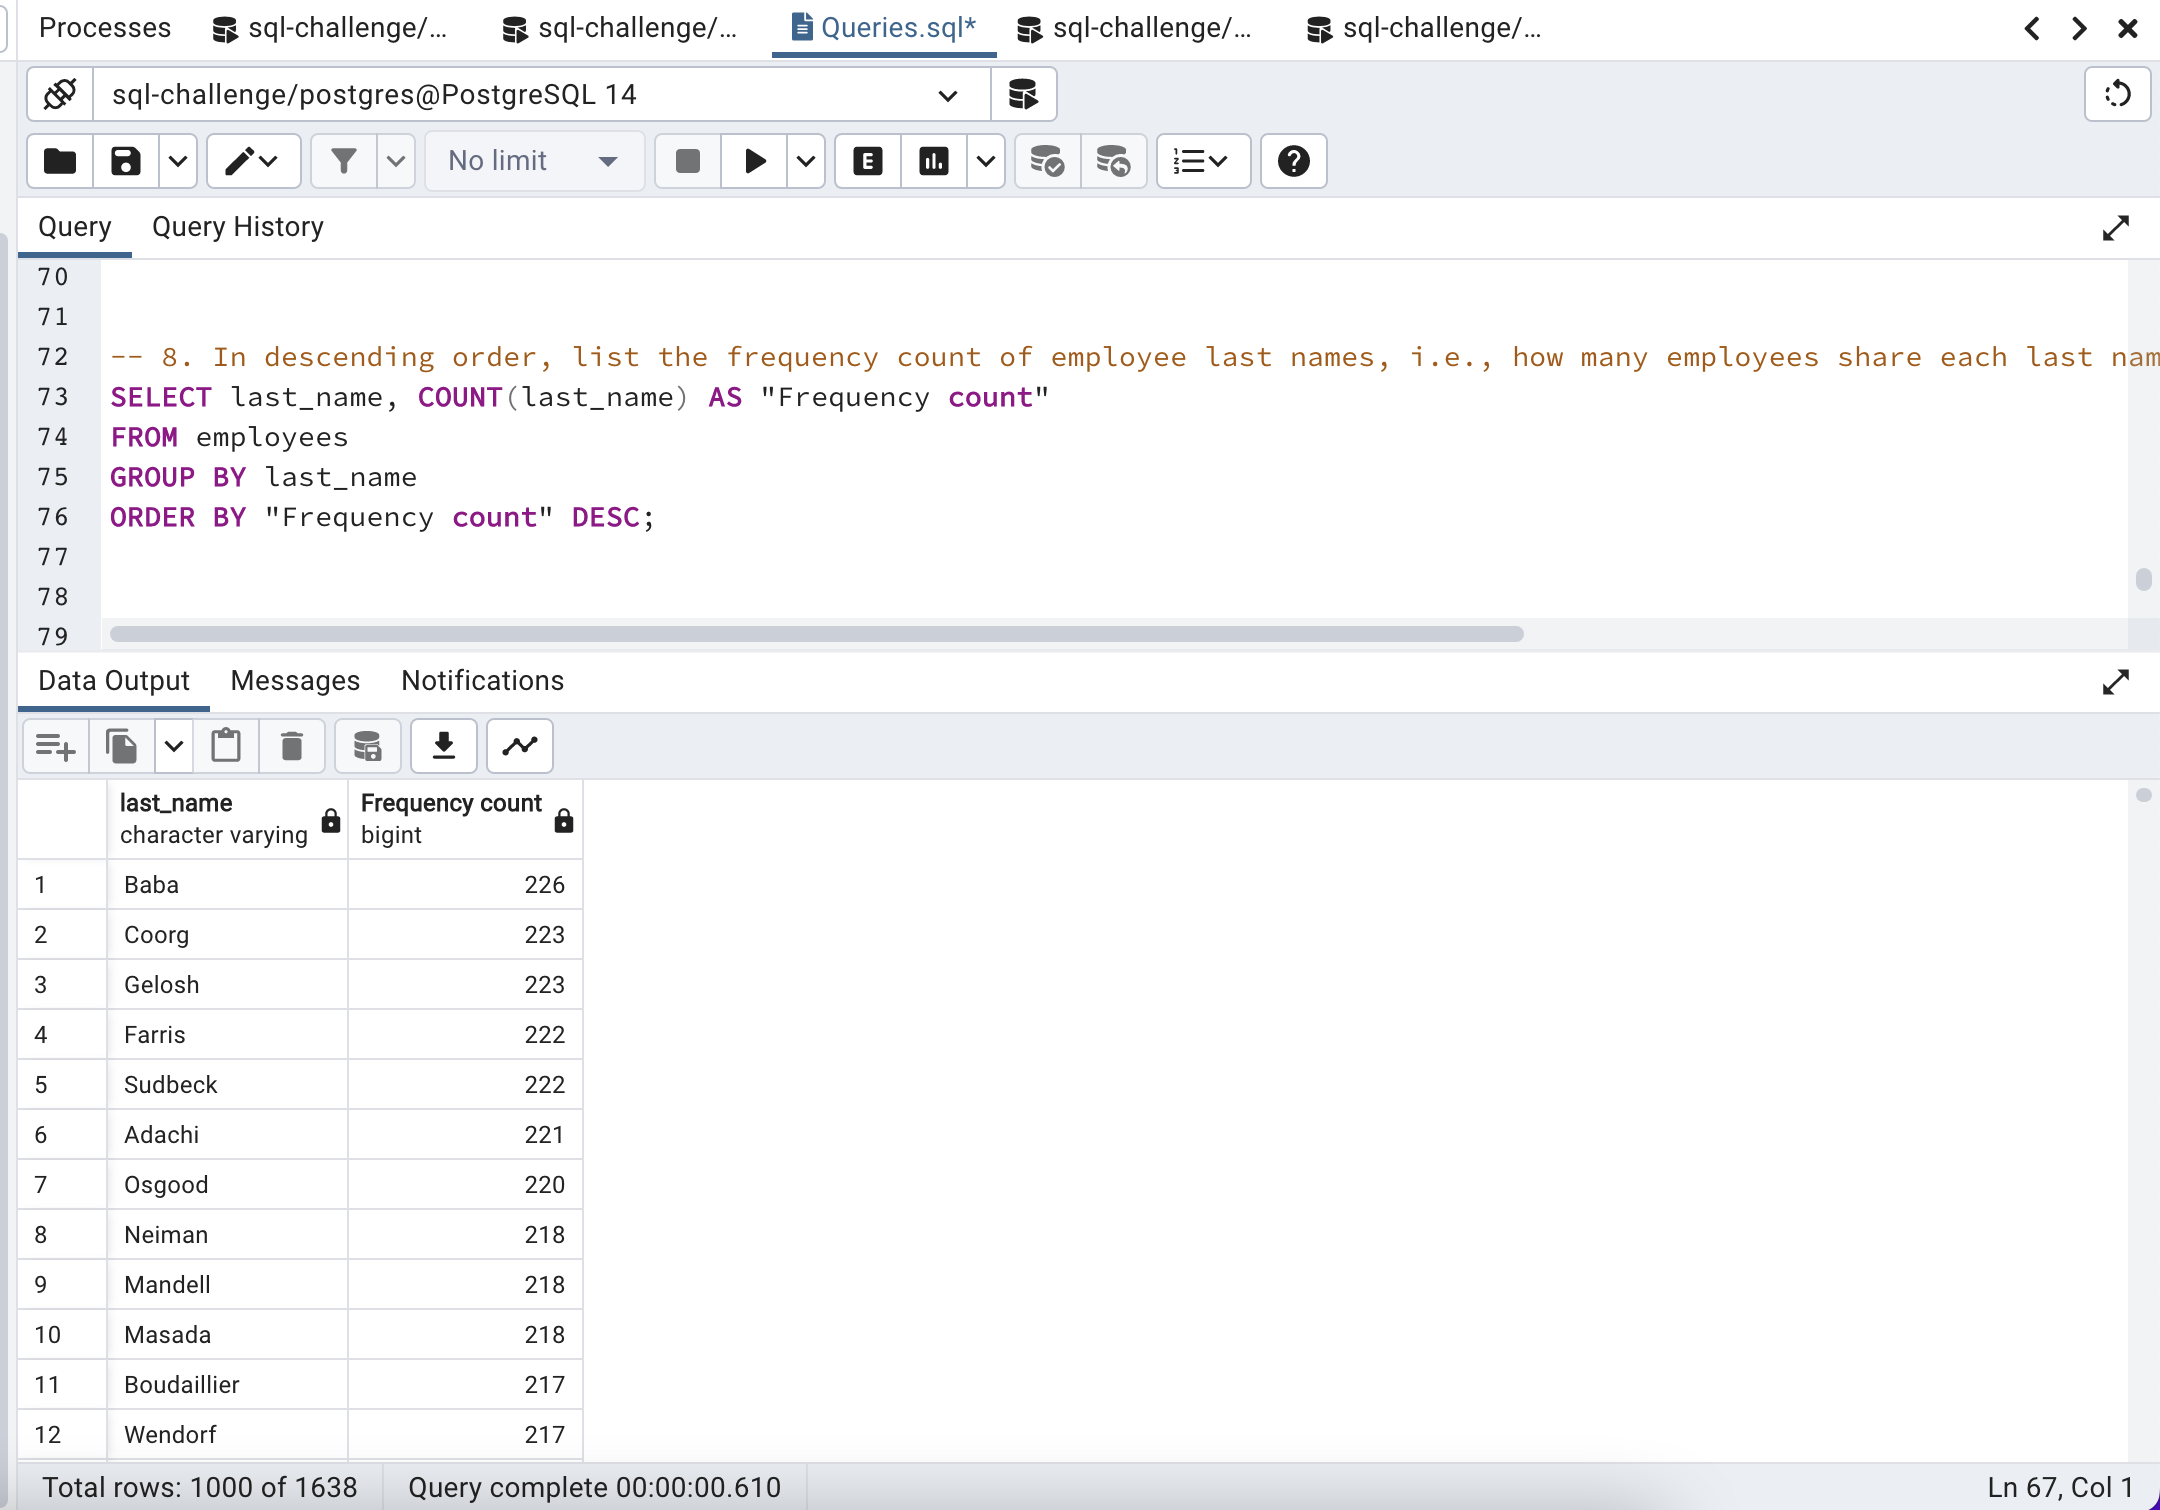 Processes sql-challenge/... sql-challenge/... Queries.sql* sql-challenge/... sql-challenge/...
sql-challenge/postgres@PostgreSQL 14
No limit E
Query Query History
70
71
72 -- 8. In descending order, list the frequency count of employee last names, i.e., how many employees share each last nam
73 SELECT last_name, COUNT(last_name) AS "Frequency count"
74 FROM employees
75 GROUP BY last_name
76 ORDER BY "Frequency count" DESC;
77
78
79
Data Output Messages Notifications
last_name Frequency count
character varying bigint
1 Baba 226
2 Coorg 223
3 Gelosh 223
4 Farris 222
5 Sudbeck 222
6 Adachi 221
7 Osgood 220
8 Neiman 218
9 Mandell 218
10 Masada 218
11 Boudaillier 217
12 Wendorf 217
Total rows: 1000 of 1638 Query complete 00:00:00.610 Ln 67, Col 1